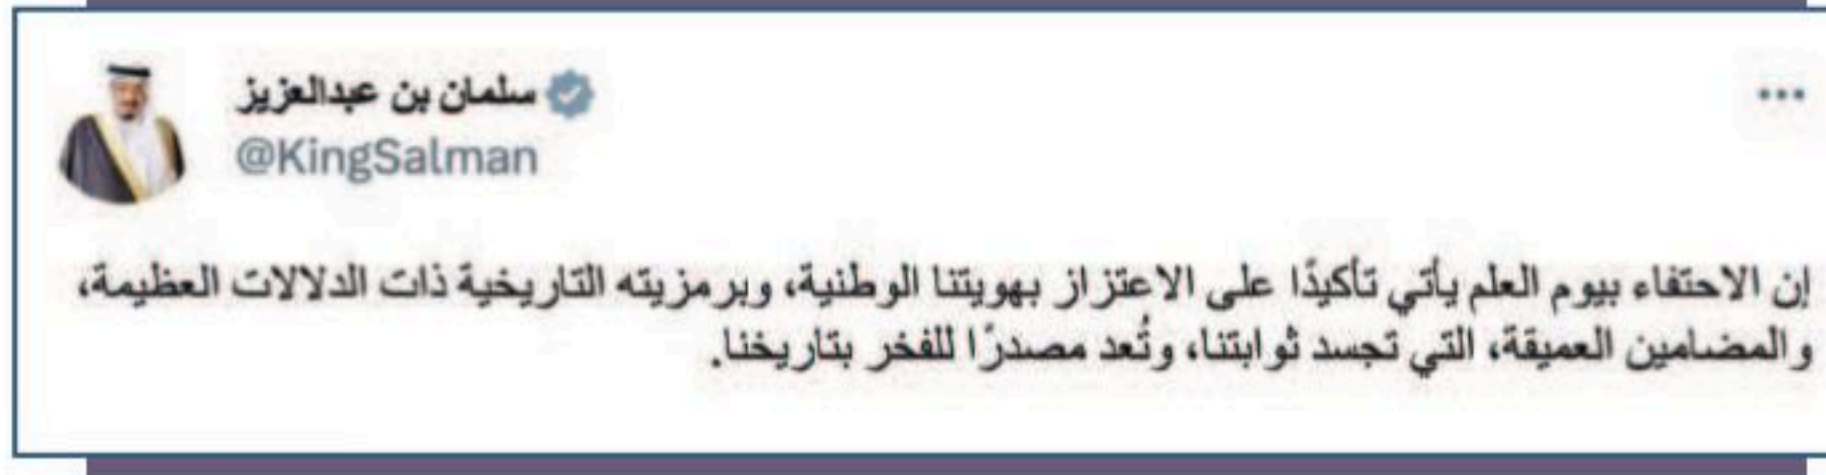 سلمان بن عبدالعزيز
@KingSalman
إن الاحتفاء بيوم العلم يأتي تأكيدًا على الاعتزاز بهويتنا الوطنية، وبرمزيته التاريخية ذات الدلالات العظيمة،
والمضامين العميقة، التي تجسد ثوابتنا، وتُعد مصدرًا للفخر بتاريخنا.